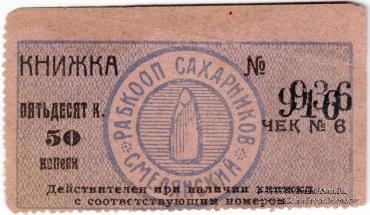 КНИЖКА №
ПЯТЬДЕСЯТ К.
50
копеек
РАБКООП САХАРНИКОВ
СМЕЛЯНСКИЙ
ЧЕК № 6
Действителен при наличии книжки
с соответствующим номером